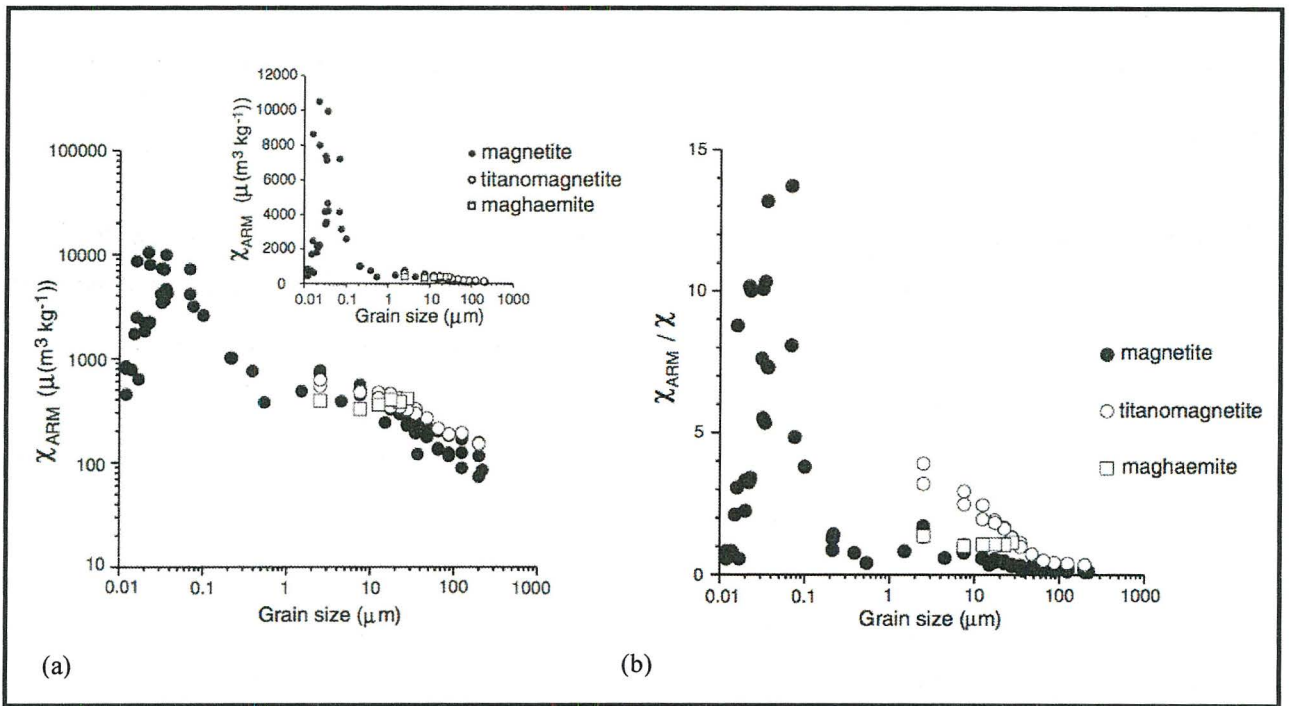 12000
10000
8000
6000
4000
2000
0
χARM (μ(m³ kg⁻¹))
0.01 0.1 1 10 100 1000
Grain size (μm)
magnetite
titanomagnetite
maghaemite
100000
10000
1000
100
10
χARM (μ(m³ kg⁻¹))
0.01 0.1 1 10 100 1000
Grain size (μm)
(a)
15
10
5
0
χARM / χ
0.01 0.1 1 10 100 1000
Grain size (μm)
magnetite
titanomagnetite
maghaemite
(b)